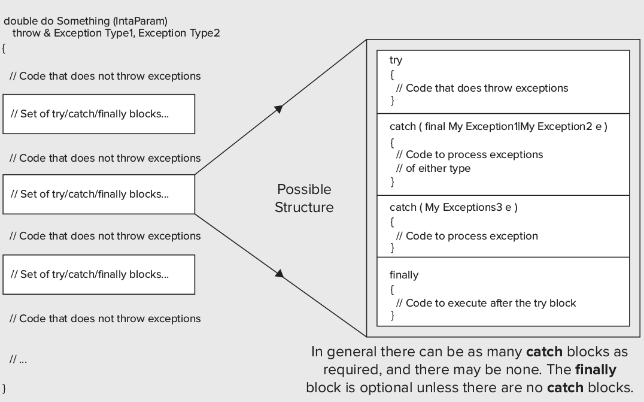 double do Something (IntaParam)
throw & Exception Type1, Exception Type2
{
// Code that does not throw exceptions
// Set of try/catch/finally blocks...
// Code that does not throw exceptions
// Set of try/catch/finally blocks...
// Code that does not throw exceptions
// Set of try/catch/finally blocks...
// Code that does not throw exceptions
// ...
}
Possible
Structure
try
{
// Code that does throw exceptions
}
catch ( final My Exception1lMy Exception2 e )
{
// Code to process exceptions
// of either type
}
catch ( My Exceptions3 e )
{
// Code to process exception
}
finally
{
// Code to execute after the try block
}
In general there can be as many catch blocks as
required, and there may be none. The finally
block is optional unless there are no catch blocks.